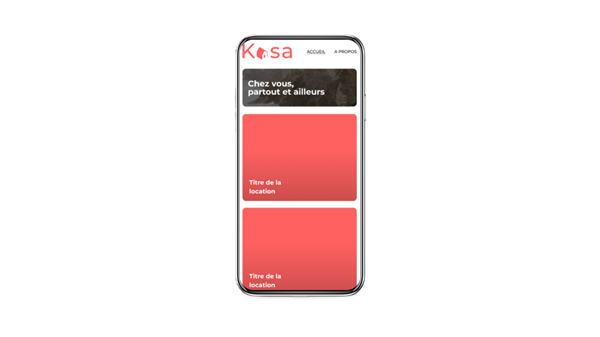 Kasa
ACCUEIL
A PROPOS
Chez vous,
partout et ailleurs
Titre de la
location
Titre de la
location